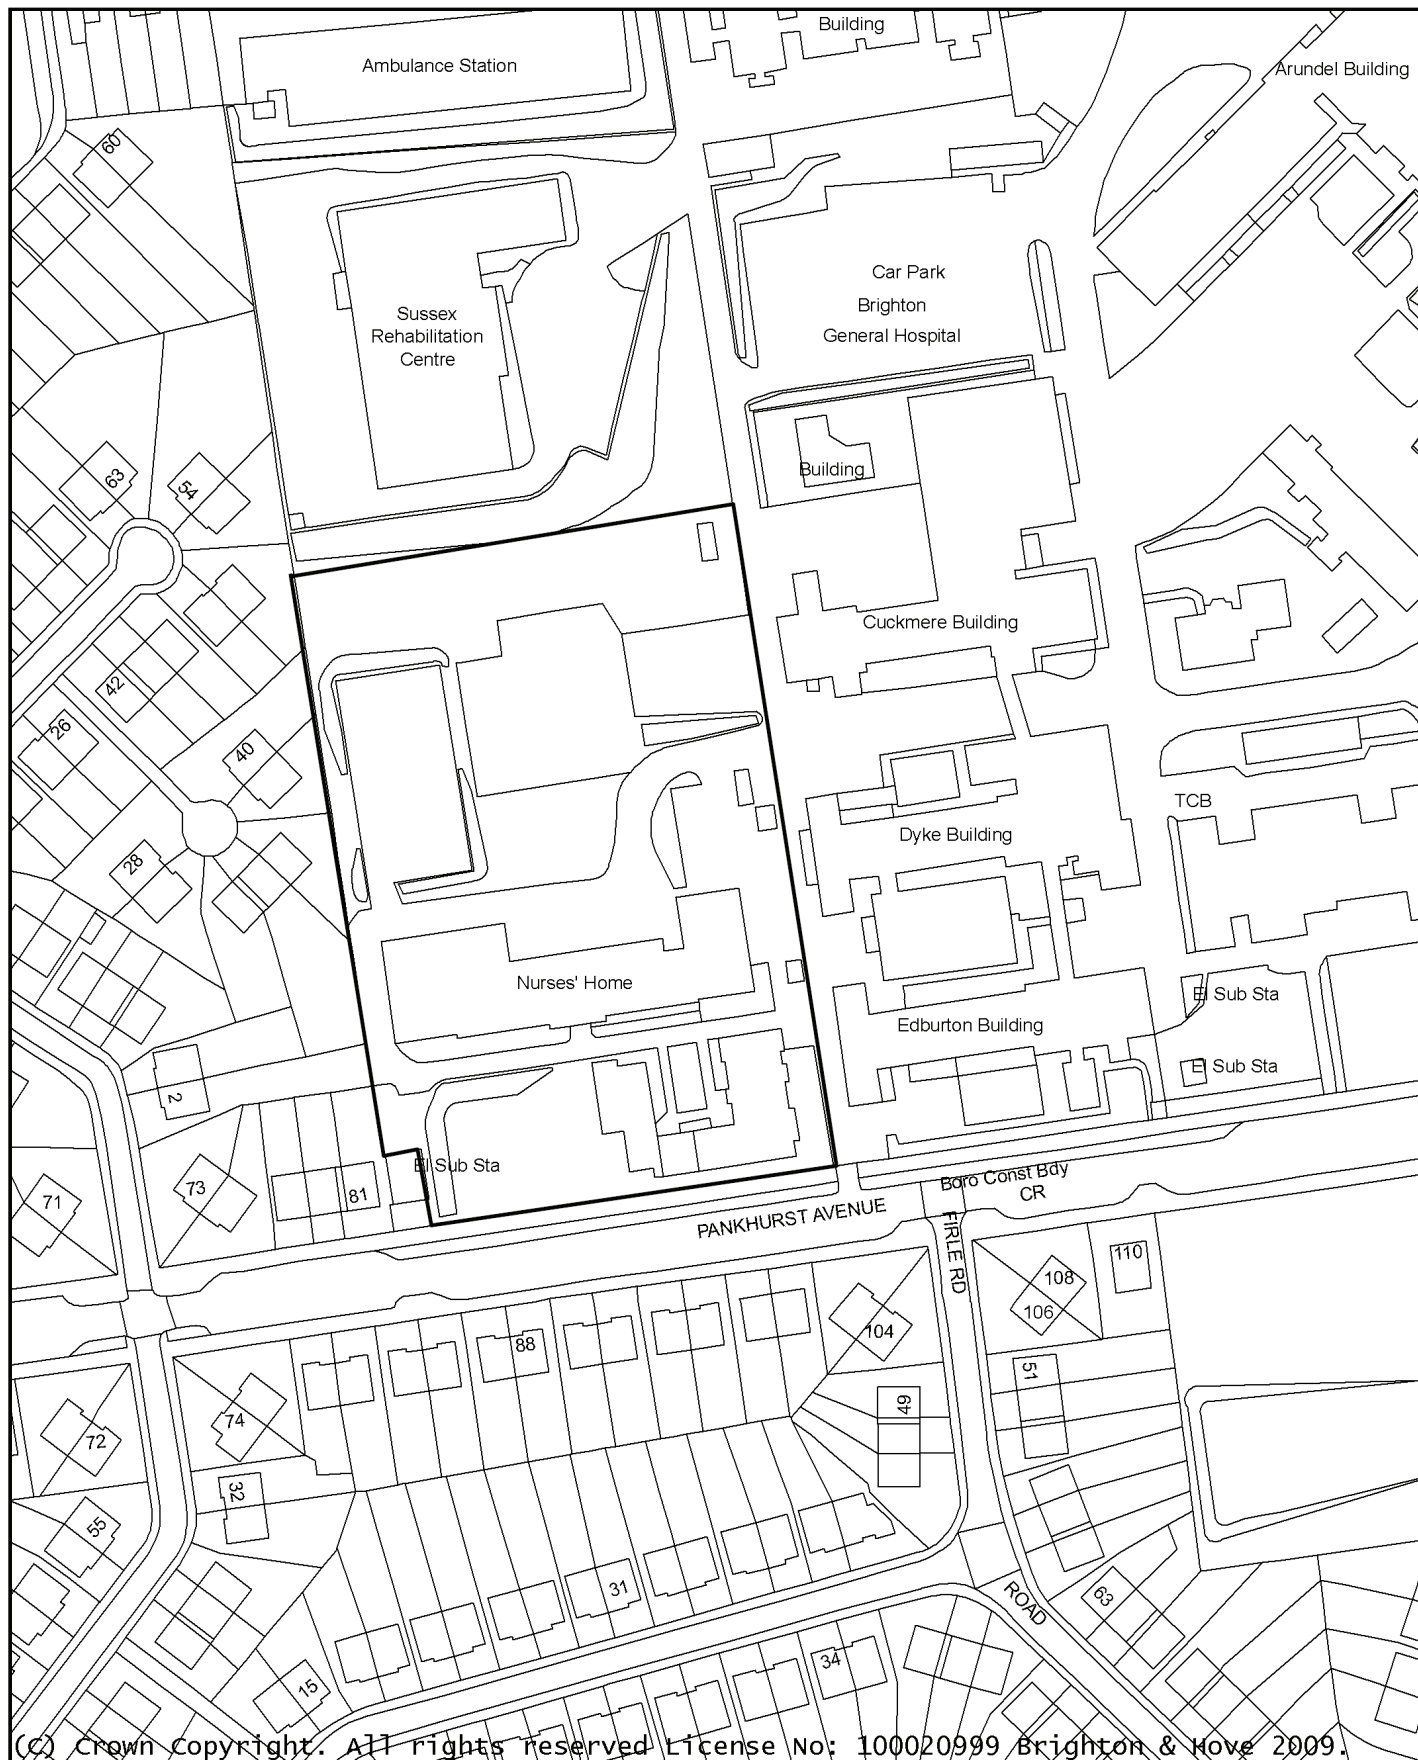 Building
Ambulance Station
Arundel Building
60
Car Park
Brighton
General Hospital
Sussex
Rehabilitation
Centre
63
54
Building
Cuckmere Building
42
26
40
TCB
Dyke Building
28
Nurses' Home
El Sub Sta
Edburton Building
El Sub Sta
2
El Sub Sta
73
81
71
Boro Const Bdy
CR
PANKHURST AVENUE
FIRLE RD
110
108
106
104
88
51
49
74
72
32
55
31
63
ROAD
34
15
(C) Crown Copyright. All rights reserved License No: 100020999 Brighton & Hove 2009.